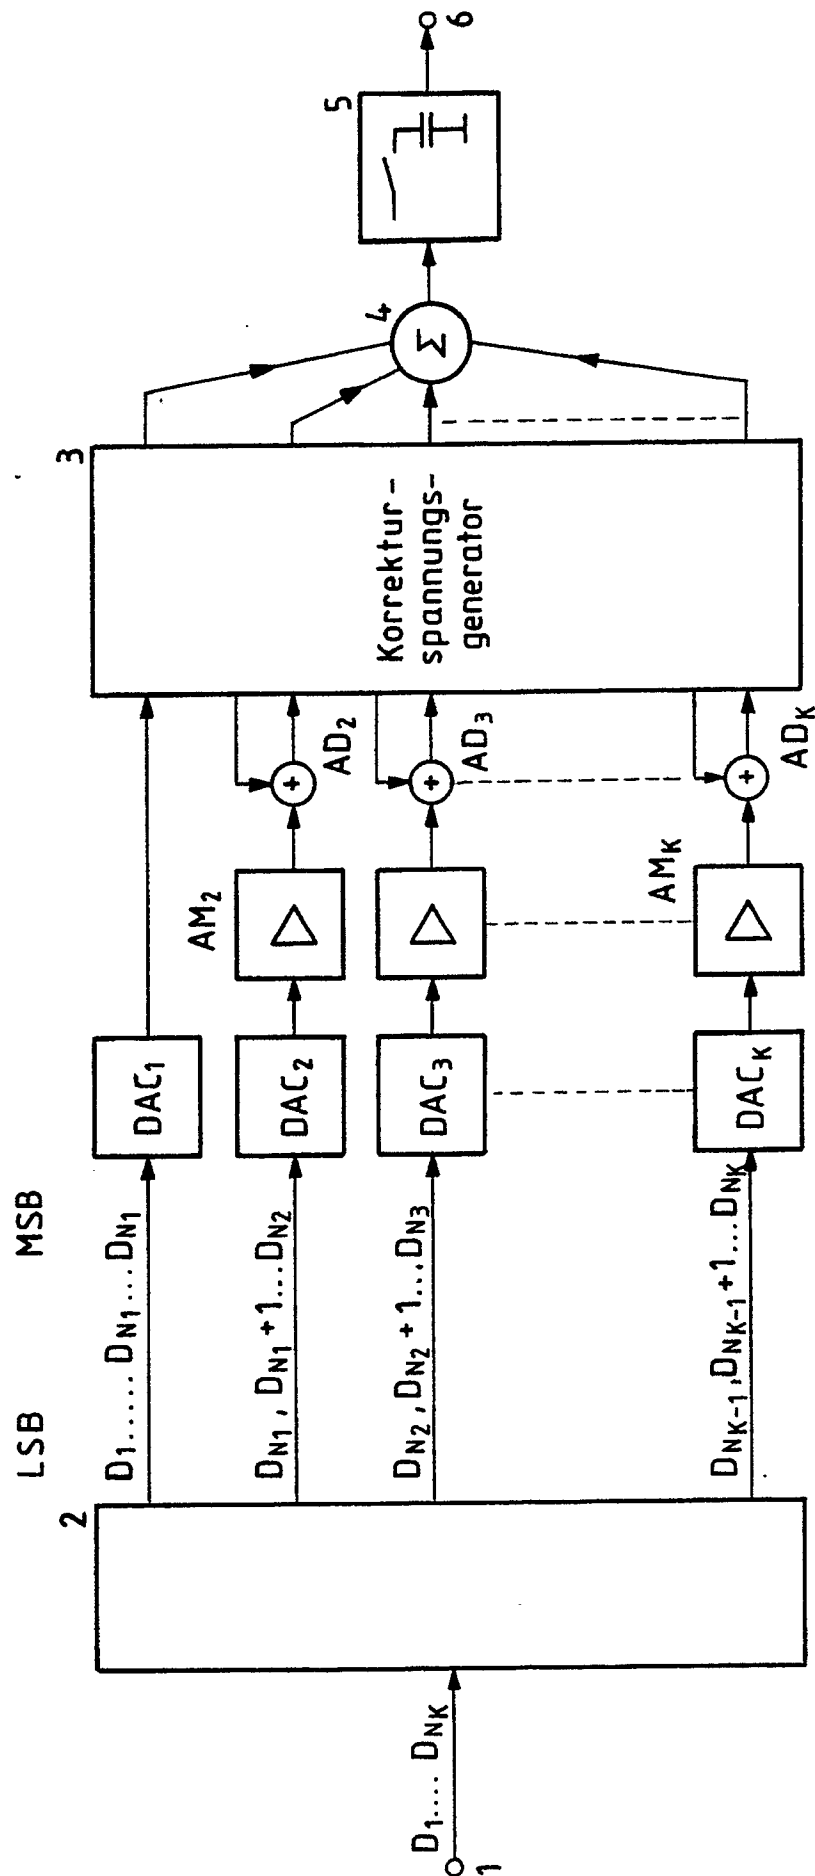 LSB MSB
1
D1.... DNK
2
D1...... DN1...DN1
DN1, DN1+1...DN2
DN2, DN2+1...DN3
DNK-1, DNK-1+1...DNK
DAC1
DAC2
DAC3
DACK
AM2
AMK
+
+
+
AD2
AD3
ADK
3
Korrektur-
spannungs-
generator
4
Σ
5
6